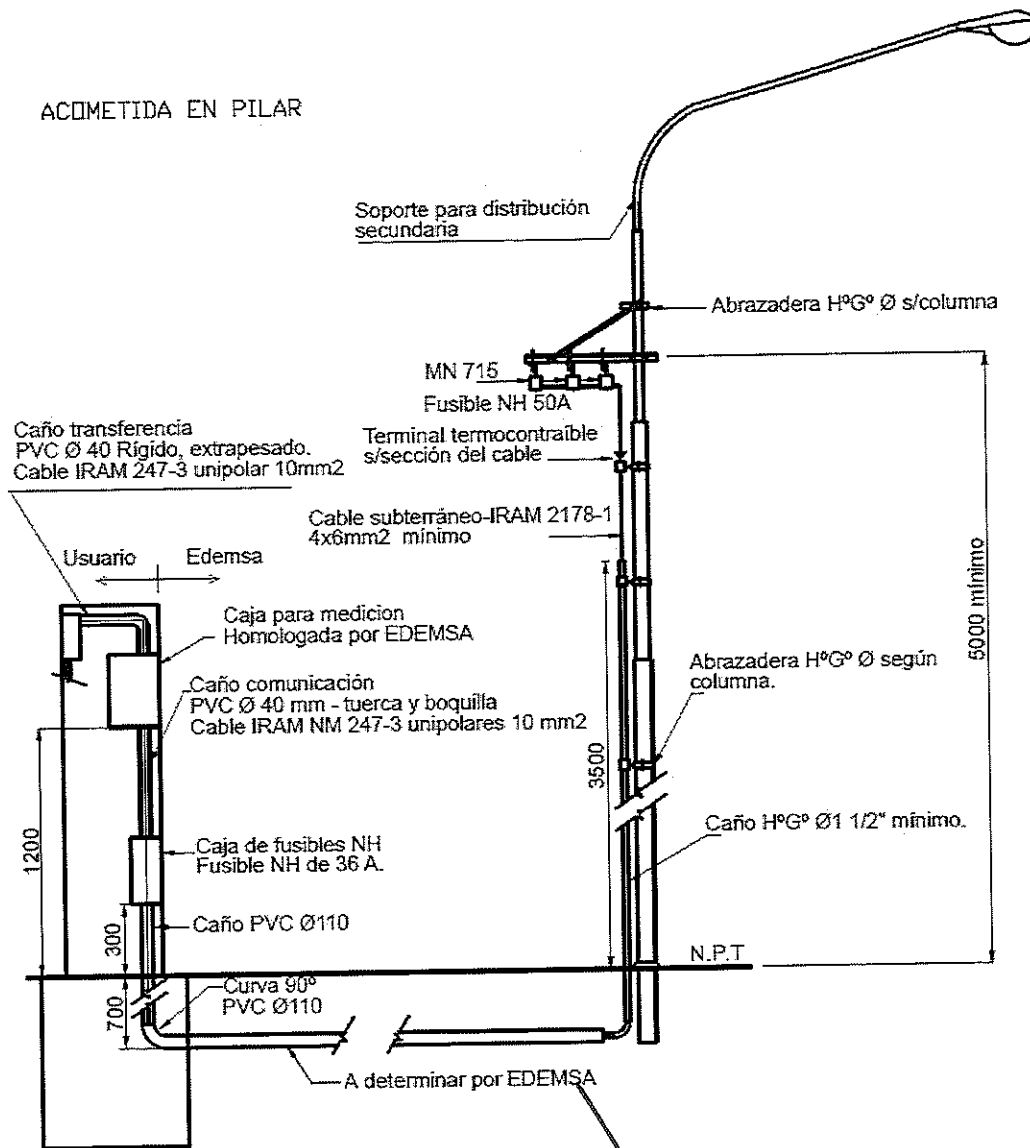 ACOMETIDA EN PILAR
Soporte para distribución
secundaria
Abrazadera HºGº Ø s/columna
MN 715
Fusible NH 50A
Caño transferencia
PVC Ø 40 Rígido, extrapesado.
Cable IRAM 247-3 unipolar 10mm2
Terminal termocontraíble
s/sección del cable
Cable subterráneo-IRAM 2178-1
4x6mm2 mínimo
Usuario
Edemsa
Caja para medicion
Homologada por EDEMSA
5000 mínimo
Caño comunicación
PVC Ø 40 mm - tuerca y boquilla
Cable IRAM NM 247-3 unipolares 10 mm2
Abrazadera HºGº Ø según
columna.
3500
1200
Caño HºGº Ø1 1/2" mínimo.
Caja de fusibles NH
Fusible NH de 36 A.
300
Caño PVC Ø110
N.P.T
700
Curva 90º
PVC Ø110
A determinar por EDEMSA